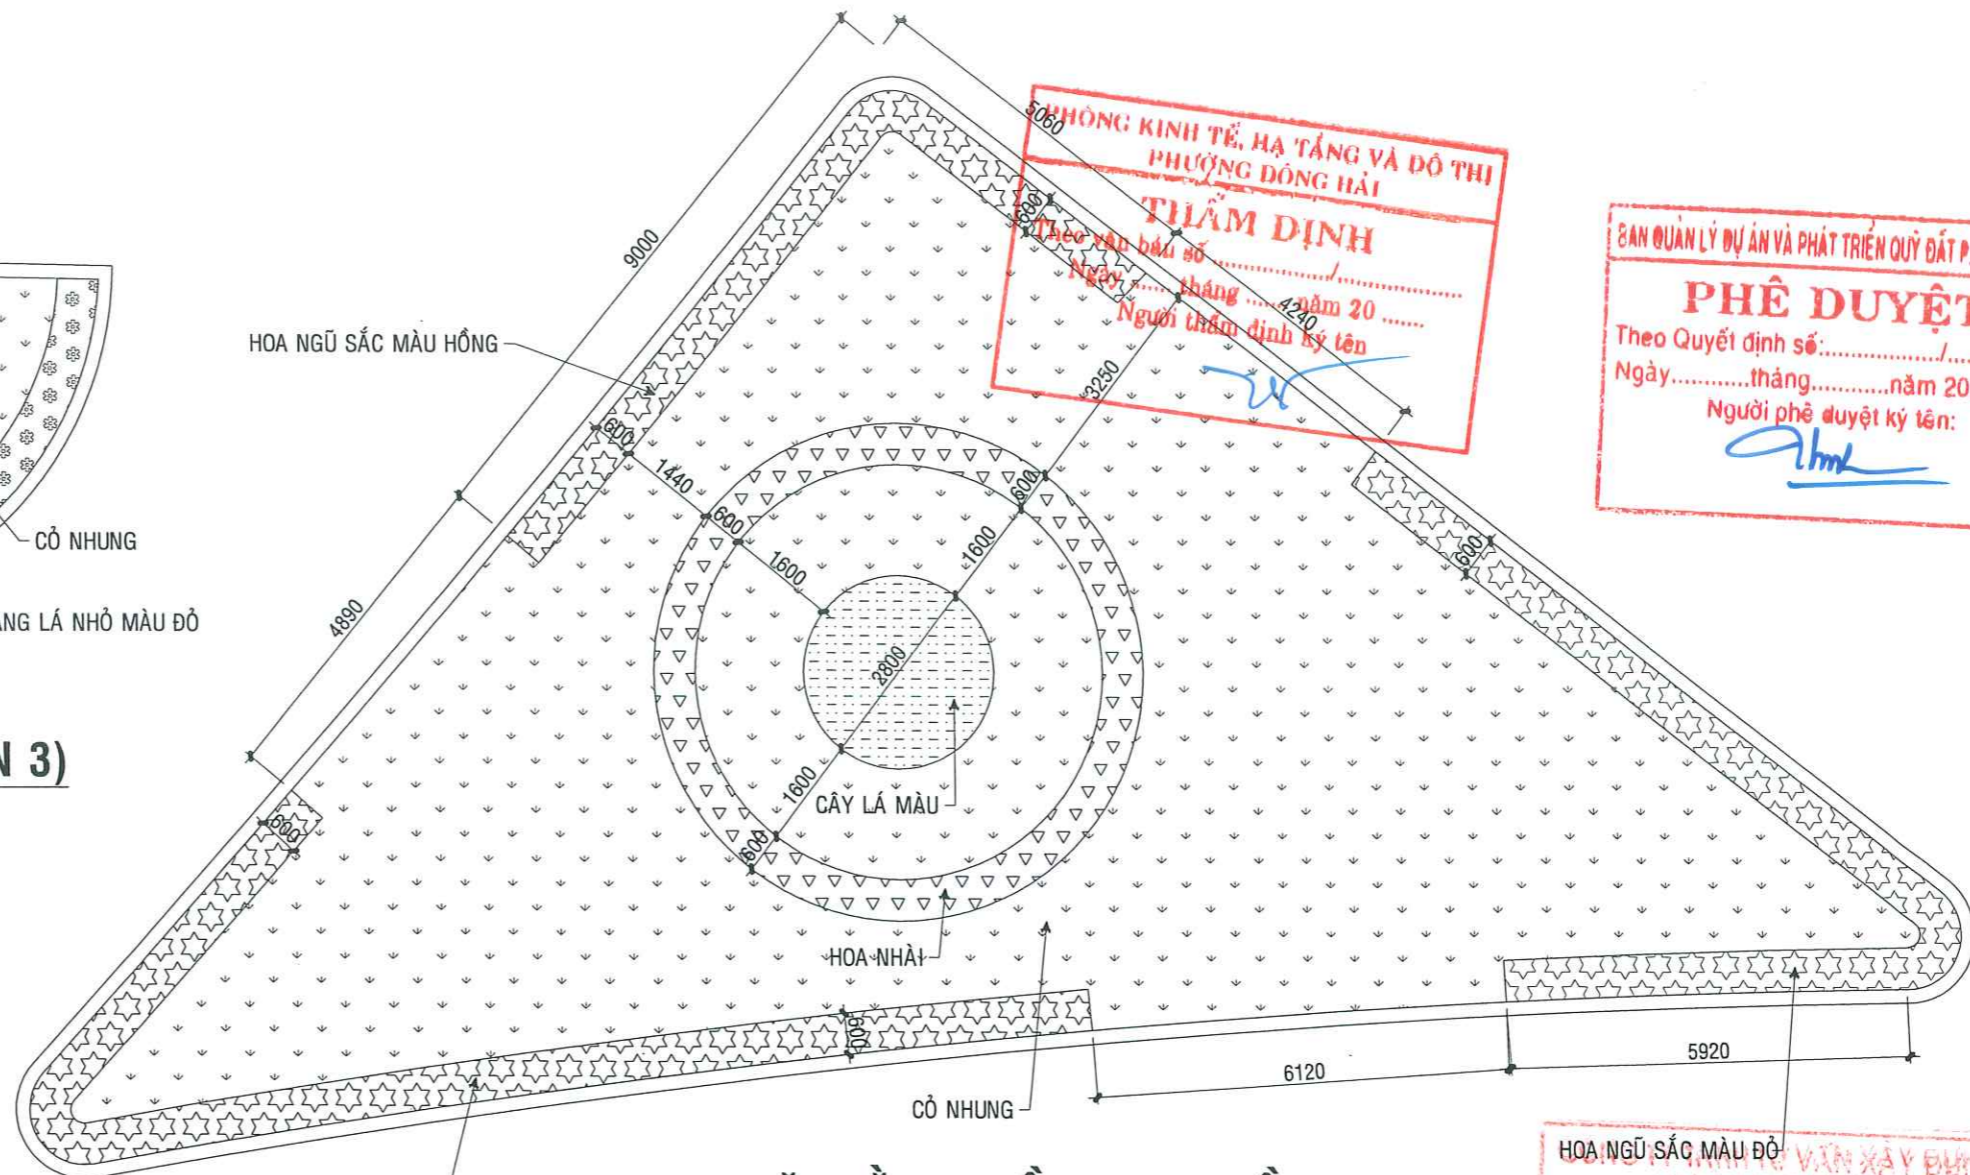 9000
5060
PHÒNG KINH TẾ, HẠ TẦNG VÀ ĐÔ THỊ
PHƯỜNG ĐÔNG HẢI
THẨM ĐỊNH
Theo văn bản số ................../..................
Ngày ....... tháng ....... năm 20 .......
Người thẩm định ký tên
BAN QUẢN LÝ DỰ ÁN VÀ PHÁT TRIỂN QUỸ ĐẤT
PHÊ DUYỆT
Theo Quyết định số:.................../....
Ngày............tháng............năm 20
Người phê duyệt ký tên:
600
4240
3250
HOA NGŨ SẮC MÀU HỒNG
600
1440
600
1600
600
1600
600
CỎ NHUNG
LÁ NHỎ MÀU ĐỎ
4890
2800
3)
1600
CÂY LÁ MÀU
600
600
HOA NHÀI
600
6120
5920
CỎ NHUNG
HOA NGŨ SẮC MÀU ĐỎ